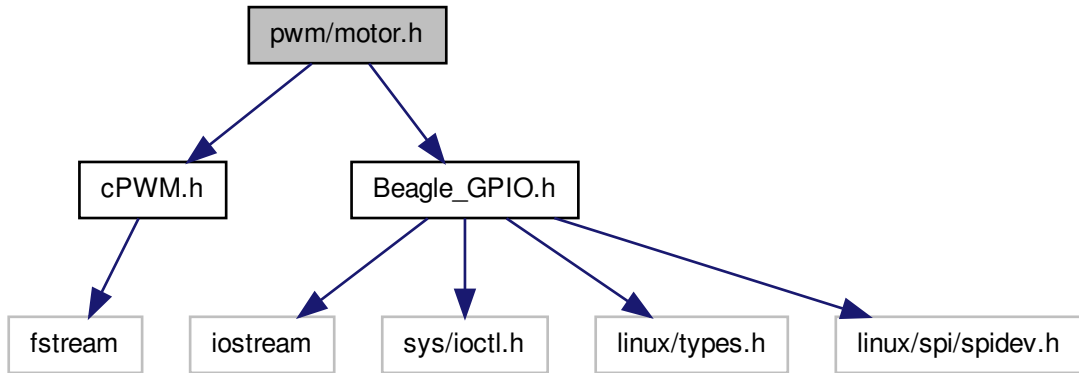 pwm/motor.h
cPWM.h
Beagle_GPIO.h
fstream
iostream
sys/ioctl.h
linux/types.h
linux/spi/spidev.h